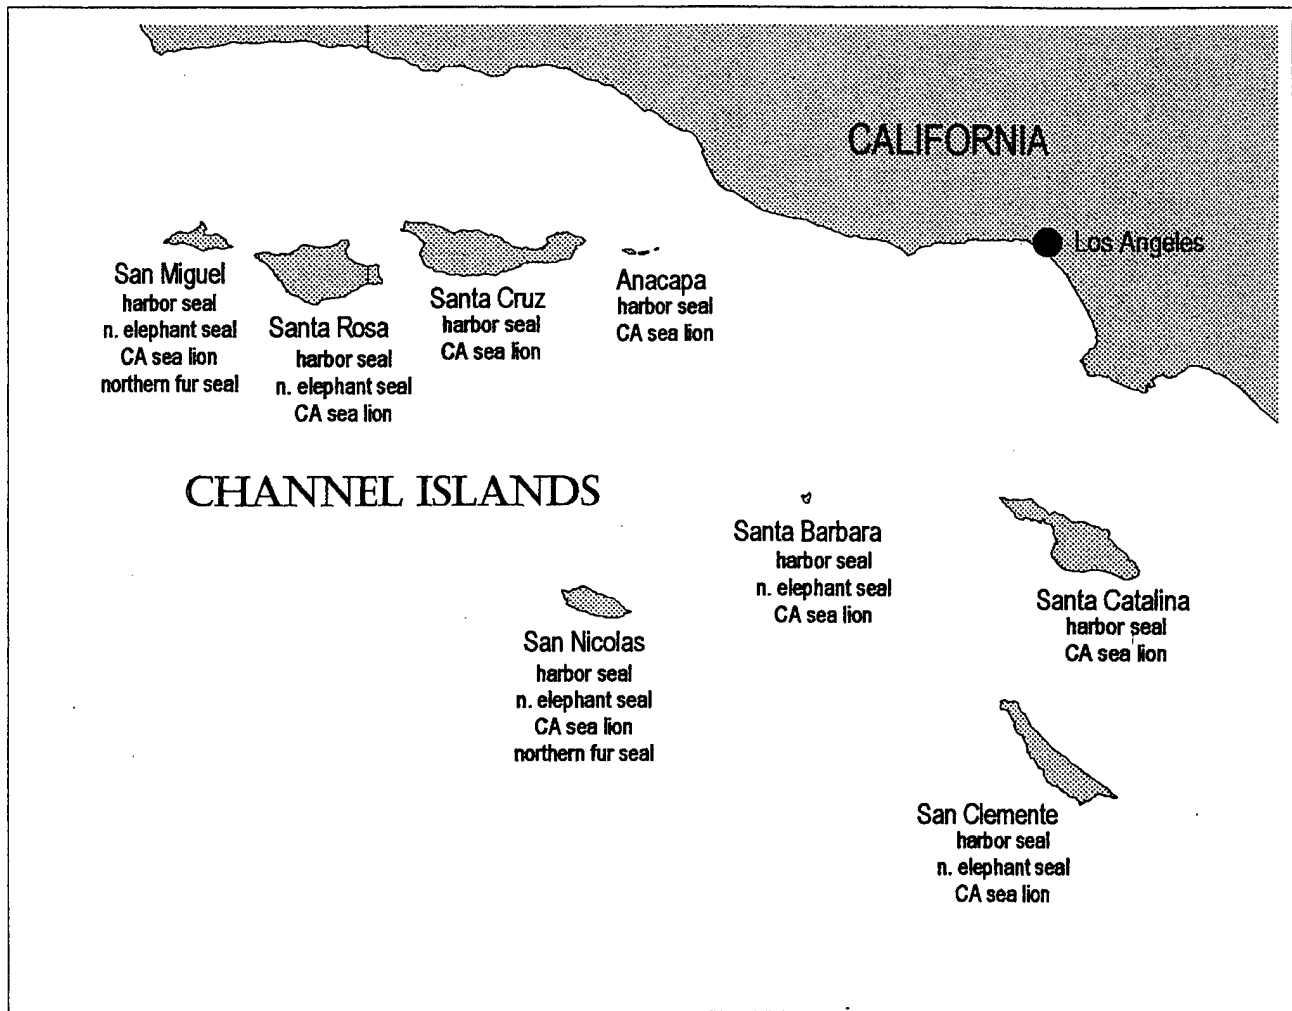 CALIFORNIA
Los Angeles
San Miguel
harbor seal
n. elephant seal
CA sea lion
northern fur seal
Santa Rosa
harbor seal
n. elephant seal
CA sea lion
Santa Cruz
harbor seal
CA sea lion
Anacapa
harbor seal
CA sea lion
CHANNEL ISLANDS
Santa Barbara
harbor seal
n. elephant seal
CA sea lion
Santa Catalina
harbor seal
CA sea lion
San Nicolas
harbor seal
n. elephant seal
CA sea lion
northern fur seal
San Clemente
harbor seal
n. elephant seal
CA sea lion